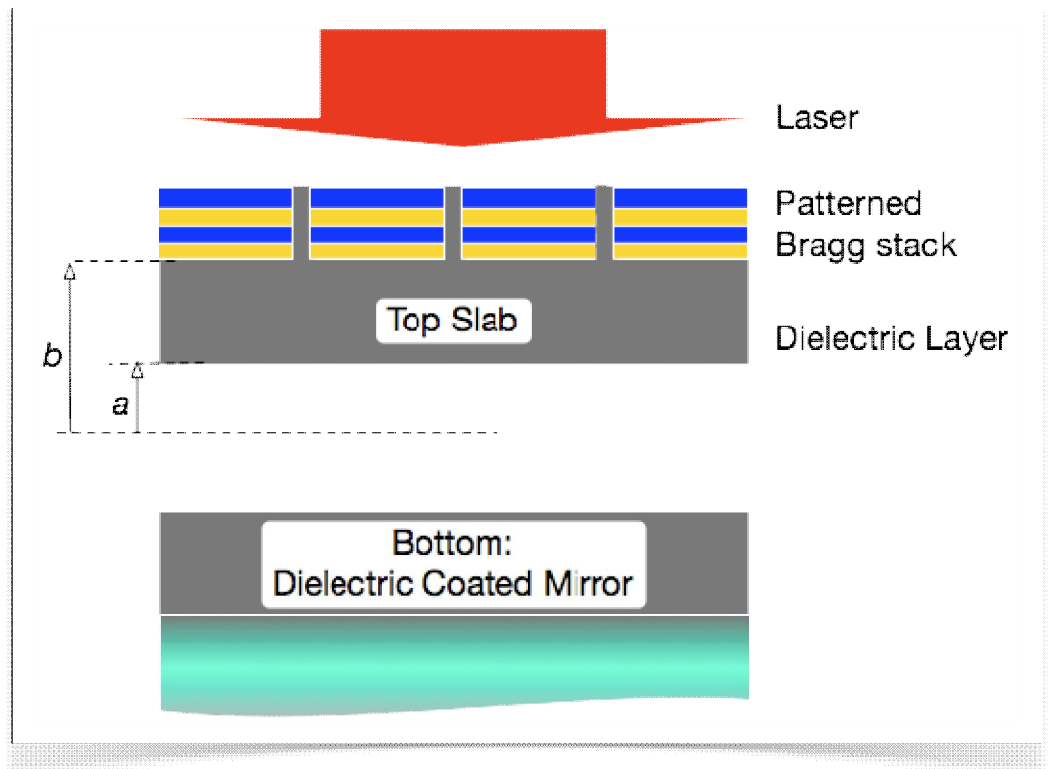 Laser
Patterned
Bragg stack
Top Slab
Dielectric Layer
b
a
Bottom:
Dielectric Coated Mirror